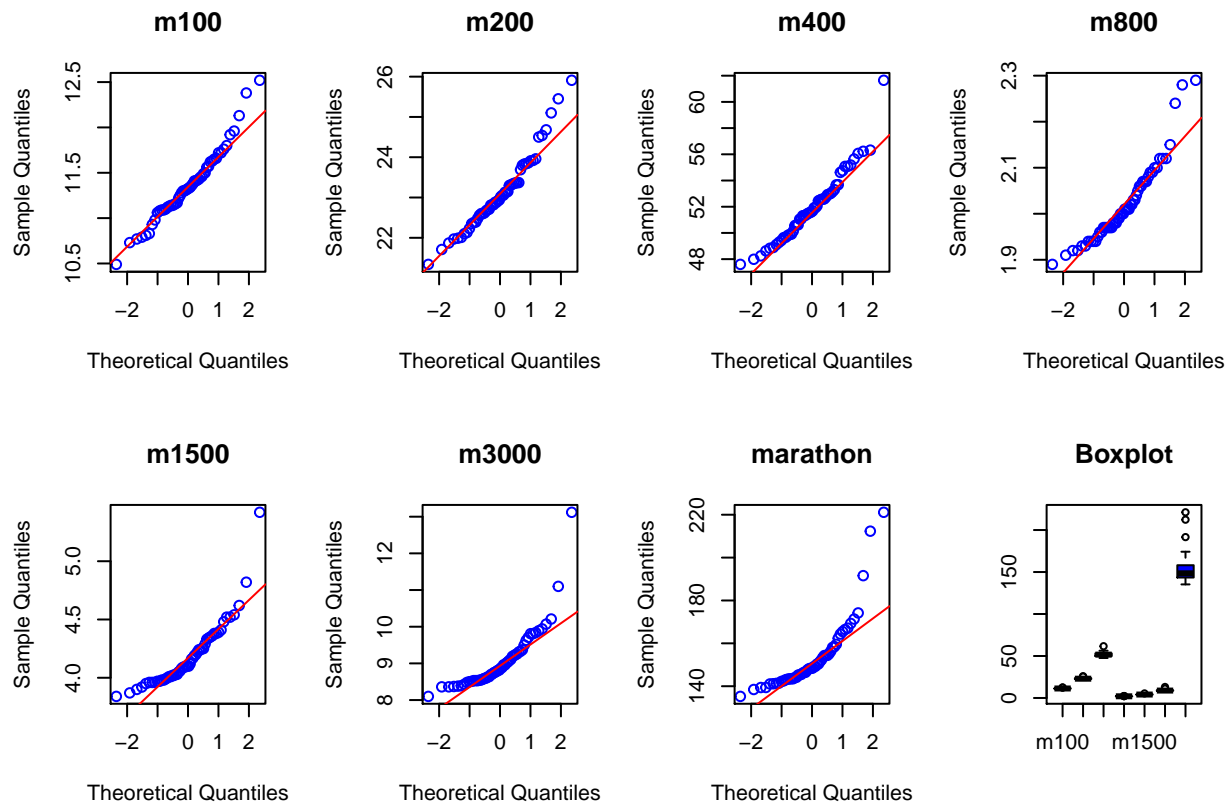 m100
m200
m400
m800
Sample Quantiles
10.5
11.5
12.5
−2
0
1
2
Theoretical Quantiles
Sample Quantiles
22
24
26
−2
0
1
2
Theoretical Quantiles
Sample Quantiles
48
52
56
60
−2
0
1
2
Theoretical Quantiles
Sample Quantiles
1.9
2.1
2.3
−2
0
1
2
Theoretical Quantiles
m1500
m3000
marathon
Boxplot
Sample Quantiles
4.0
4.5
5.0
−2
0
1
2
Theoretical Quantiles
Sample Quantiles
8
9
10
12
−2
0
1
2
Theoretical Quantiles
Sample Quantiles
140
160
180
220
−2
0
1
2
Theoretical Quantiles
0
50
150
m100
m1500